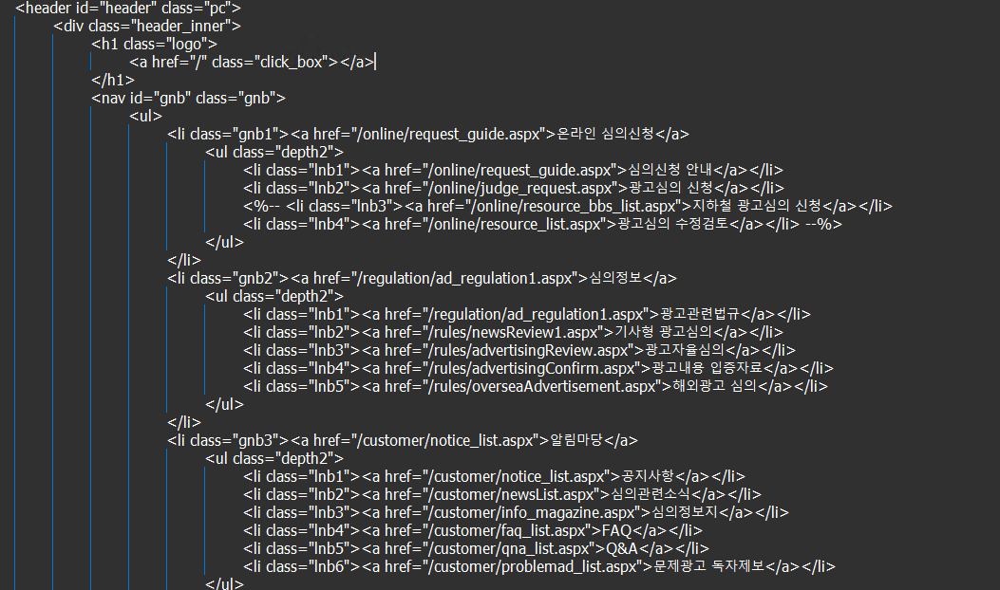 <header id="header" class="pc">
<div class="header_inner">
<h1 class="logo">
<a href="/" class="click_box"></a>
</h1>
<nav id="gnb" class="gnb">
<ul>
<li class="gnb1"><a href="/online/request_guide.aspx">온라인 심의신청</a>
<ul class="depth2">
<li class="lnb1"><a href="/online/request_guide.aspx">심의신청 안내</a></li>
<li class="lnb2"><a href="/online/judge_request.aspx">광고심의 신청</a></li>
<%-- <li class="lnb3"><a href="/online/resource_bbs_list.aspx">지하철 광고심의 신청</a></li>
<li class="lnb4"><a href="/online/resource_list.aspx">광고심의 수정검토</a></li> --%>
</ul>
</li>
<li class="gnb2"><a href="/regulation/ad_regulation1.aspx">심의정보</a>
<ul class="depth2">
<li class="lnb1"><a href="/regulation/ad_regulation1.aspx">광고관련법규</a></li>
<li class="lnb2"><a href="/rules/newsReview1.aspx">기사형 광고심의</a></li>
<li class="lnb3"><a href="/rules/advertisingReview.aspx">광고자율심의</a></li>
<li class="lnb4"><a href="/rules/advertisingConfirm.aspx">광고내용 입증자료</a></li>
<li class="lnb5"><a href="/rules/overseaAdvertisement.aspx">해외광고 심의</a></li>
</ul>
</li>
<li class="gnb3"><a href="/customer/notice_list.aspx">알림마당</a>
<ul class="depth2">
<li class="lnb1"><a href="/customer/notice_list.aspx">공지사항</a></li>
<li class="lnb2"><a href="/customer/newsList.aspx">심의관련소식</a></li>
<li class="lnb3"><a href="/customer/info_magazine.aspx">심의정보지</a></li>
<li class="lnb4"><a href="/customer/faq_list.aspx">FAQ</a></li>
<li class="lnb5"><a href="/customer/qna_list.aspx">Q&A</a></li>
<li class="lnb6"><a href="/customer/problemad_list.aspx">문제광고 독자제보</a></li>
</ul>